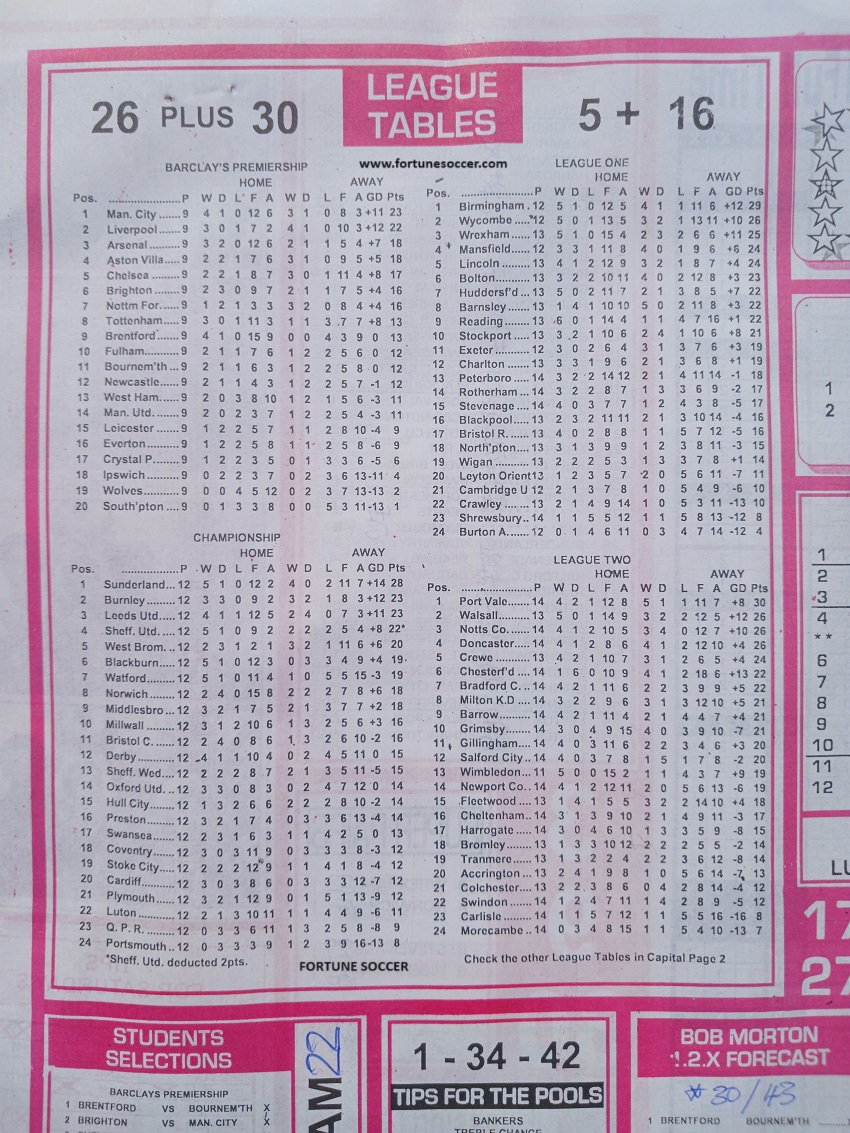 LEAGUE
TABLES
26 PLUS 30
5 + 16
www.fortunesoccer.com
BARCLAY'S PREMIERSHIP
HOME AWAY
Pos. .................... P W D L F A W D L F A GD Pts
1 Man. City ..... 9 4 1 0 12 6 3 1 0 8 3 +11 23
2 Liverpool ...... 9 3 0 1 7 2 4 1 0 10 3 +12 22
3 Arsenal ........ 9 3 2 0 12 6 2 1 1 5 4 +7 18
4 Aston Villa .... 9 2 2 1 7 6 3 1 0 9 5 +5 18
5 Chelsea ....... 9 2 2 1 8 7 3 0 1 11 4 +8 17
6 Brighton ....... 9 2 3 0 9 7 2 1 1 7 5 +4 16
7 Nottm For. .... 9 1 2 1 3 3 3 2 0 8 4 +4 16
8 Tottenham ..... 9 3 0 1 11 3 1 1 3 7 7 +8 13
9 Brentford ...... 9 4 1 0 15 9 0 0 4 3 9 0 13
10 Fulham ......... 9 2 1 1 7 6 1 2 2 5 6 0 12
11 Bournem'th ... 9 2 1 1 6 3 1 2 2 5 8 0 12
12 Newcastle ..... 9 2 1 1 4 3 1 2 2 5 7 -1 12
13 West Ham ..... 9 2 0 3 8 10 1 2 1 5 6 -3 11
14 Man. Utd. ..... 9 2 0 2 3 7 1 2 2 5 4 -3 11
15 Leicester ...... 9 1 2 2 5 7 1 1 2 8 10 -4 9
16 Everton ........ 9 1 2 2 5 8 1 1 2 5 8 -6 9
17 Crystal P. ..... 9 1 2 2 3 5 0 1 3 3 6 -5 6
18 Ipswich ........ 9 0 2 2 3 7 0 2 3 6 13 -11 4
19 Wolves ......... 9 0 0 4 5 12 0 2 3 7 13 -13 2
20 South'pton .... 9 0 1 3 3 8 0 0 5 3 11 -13 1
CHAMPIONSHIP
HOME AWAY
Pos. .................... P W D L F A W D L F A GD Pts
1 Sunderland ... 12 5 1 0 12 2 4 0 2 11 7 +14 28
2 Burnley ......... 12 3 3 0 9 2 3 2 1 8 3 +12 23
3 Leeds Utd ..... 12 4 1 1 12 5 2 4 0 7 3 +11 23
4 Sheff. Utd. ..... 12 5 1 0 9 2 2 2 2 5 4 +8 22*
5 West Brom. .. 12 2 3 1 2 1 3 2 1 11 6 +6 20
6 Blackburn ..... 12 5 1 0 12 3 0 3 3 4 9 +4 19
7 Watford ........ 12 5 1 0 11 4 1 0 5 5 15 -3 19
8 Norwich ........ 12 2 4 0 15 8 2 2 2 7 8 +6 18
9 Middlesbro ... 12 3 2 1 7 5 2 1 3 7 7 +2 18
10 Millwall ......... 12 3 1 2 10 6 1 3 2 5 6 +3 16
11 Bristol C. ...... 12 2 4 0 8 6 1 3 2 6 10 -2 16
12 Derby ........... 12 4 1 1 10 4 0 2 4 5 11 0 15
13 Sheff. Wed. ... 12 2 2 2 8 7 2 1 3 5 11 -5 15
14 Oxford Utd. ... 12 3 3 0 8 3 0 2 4 7 12 0 14
15 Hull City ....... 12 1 3 2 6 6 2 2 2 8 10 -2 14
16 Preston ........ 12 3 2 1 7 4 0 3 3 6 13 -4 14
17 Swansea ...... 12 2 3 1 6 3 1 1 4 2 5 0 13
18 Coventry ...... 12 3 0 3 11 9 0 3 3 3 8 -3 12
19 Stoke City ..... 12 2 2 2 12 9 1 1 4 1 8 -4 12
20 Cardiff .......... 12 3 0 3 8 6 0 3 3 3 12 -7 12
21 Plymouth ...... 12 3 2 1 12 9 0 1 5 1 13 -9 12
22 Luton ........... 12 2 1 3 10 11 1 1 4 4 9 -6 11
23 Q. P. R. ........ 12 0 3 3 6 11 1 3 2 5 8 -8 9
24 Portsmouth .. 12 0 3 3 3 9 1 2 3 9 16 -13 8
*Sheff. Utd. deducted 2pts.
FORTUNE SOCCER
LEAGUE ONE
HOME AWAY
Pos. .................... P W D L F A W D L F A GD Pts
1 Birmingham . 12 5 1 0 12 5 4 1 1 11 6 +12 29
2 Wycombe .... 12 5 0 1 13 5 3 2 1 13 11 +10 26
3 Wrexham ..... 13 5 1 0 15 4 2 3 2 6 6 +11 25
4 Mansfield ..... 12 3 3 1 11 8 4 0 1 9 6 +6 24
5 Lincoln ........ 13 4 1 2 12 9 3 2 1 8 7 +4 24
6 Bolton ......... 13 3 2 2 10 11 4 0 2 12 8 +3 23
7 Huddersf'd ... 13 5 0 2 11 7 2 1 3 8 5 +7 22
8 Barnsley ...... 13 1 4 1 10 10 5 0 2 11 8 +3 22
9 Reading ....... 13 6 0 1 14 4 1 1 4 7 16 +1 22
10 Stockport ..... 13 3 2 1 10 6 2 4 1 10 6 +8 21
11 Exeter .......... 12 3 0 2 6 4 3 1 3 7 6 +3 19
12 Charlton ...... 12 3 3 1 9 6 2 1 3 6 8 +1 19
13 Peterboro .... 14 3 2 2 14 12 2 1 4 11 14 -1 18
14 Rotherham ... 14 3 2 2 8 7 1 3 3 6 9 -2 17
15 Stevenage .... 14 4 0 3 7 7 1 2 4 3 8 -5 17
16 Blackpool .... 13 2 3 2 11 11 2 1 3 10 14 -4 16
17 Bristol R. ...... 13 4 0 2 8 8 1 1 5 7 12 -5 16
18 North'pton ... 13 3 1 3 9 9 1 2 3 8 11 -3 15
19 Wigan .......... 13 2 2 2 5 3 1 3 3 7 8 +1 14
20 Leyton Orient 13 1 2 3 5 7 2 0 5 6 11 -7 11
21 Cambridge U 12 2 1 3 7 8 1 0 5 4 9 -6 10
22 Crawley ........ 13 2 1 4 9 14 1 0 5 3 11 -13 10
23 Shrewsbury .. 14 1 1 5 5 12 1 1 5 8 13 -12 8
24 Burton A. ...... 12 0 1 4 6 11 0 3 4 7 14 -12 4
LEAGUE TWO
HOME AWAY
Pos. .................... P W D L F A W D L F A GD Pts
1 Port Vale ....... 14 4 2 1 12 8 5 1 1 11 7 +8 30
2 Walsall ......... 13 5 0 1 14 9 3 2 2 12 5 +12 26
3 Notts Co. ...... 14 4 1 2 10 5 3 4 0 12 7 +10 26
4 Doncaster ..... 14 4 1 2 8 6 4 1 2 12 10 +4 26
5 Crewe .......... 13 4 2 1 10 7 3 1 2 6 5 +4 24
6 Chesterf'd .... 14 1 6 0 10 9 4 1 2 18 6 +13 22
7 Bradford C. .. 14 4 2 1 11 6 2 2 3 9 9 +5 22
8 Milton K.D .... 14 3 2 2 9 6 3 1 3 12 10 +5 21
9 Barrow ......... 14 4 2 1 11 4 2 1 4 4 7 +4 21
10 Grimsby ....... 14 3 0 4 9 15 4 0 3 9 10 -7 21
11 Gillingham .... 14 4 0 3 11 6 2 2 3 4 6 +3 20
12 Salford City .. 14 4 0 3 7 8 1 5 1 7 8 -2 20
13 Wimbledon ... 11 5 0 0 15 2 1 1 4 3 7 +9 19
14 Newport Co. . 14 4 1 2 12 11 2 0 5 6 13 -6 19
15 Fleetwood .... 13 1 4 1 5 5 3 2 2 14 10 +4 18
16 Cheltenham .. 14 3 1 3 9 10 2 1 4 9 11 -3 17
17 Harrogate ..... 14 3 0 4 6 10 1 3 3 5 9 -8 15
18 Bromley ....... 13 1 3 3 10 12 2 2 2 5 5 -2 14
19 Tranmere ..... 13 1 3 2 2 4 2 2 3 6 12 -8 14
20 Accrington ... 13 2 4 1 9 8 1 0 5 6 14 -7 13
21 Colchester .... 13 2 2 3 8 6 0 4 2 8 14 -4 12
22 Swindon ....... 14 1 2 4 7 11 1 4 2 8 9 -5 12
23 Carlisle ........ 14 1 1 5 7 12 1 1 5 5 16 -16 8
24 Morecambe .. 14 0 3 4 8 15 1 1 5 4 10 -13 7
Check the other League Tables in Capital Page 2
1
2
1
2
3
4
**
6
7
8
9
10
11
12
LU
17
27
STUDENTS
SELECTIONS
BARCLAYS PREMIERSHIP
1 BRENTFORD VS BOURNEM'TH X
2 BRIGHTON VS MAN. CITY X
AM 22
1 - 34 - 42
TIPS FOR THE POOLS
BANKERS
TREBLE CHANCE
BOB MORTON
1.2.X FORECAST
* 30/43
1 BRENTFORD BOURNEM'TH